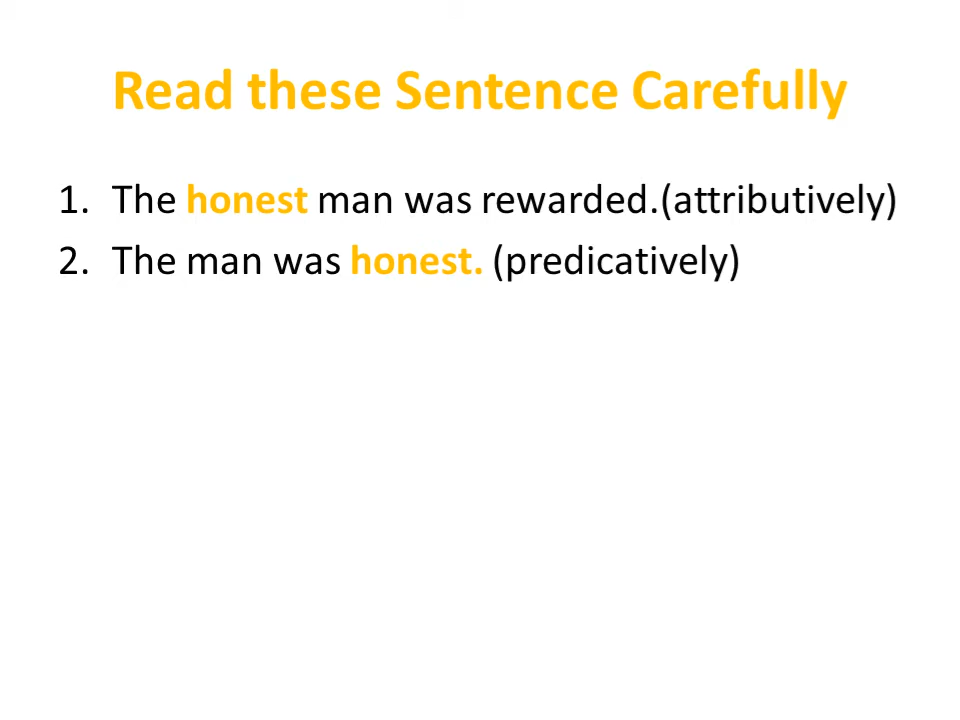 Read these Sentence Carefully
1. The honest man was rewarded.(attributively)
2. The man was honest. (predicatively)